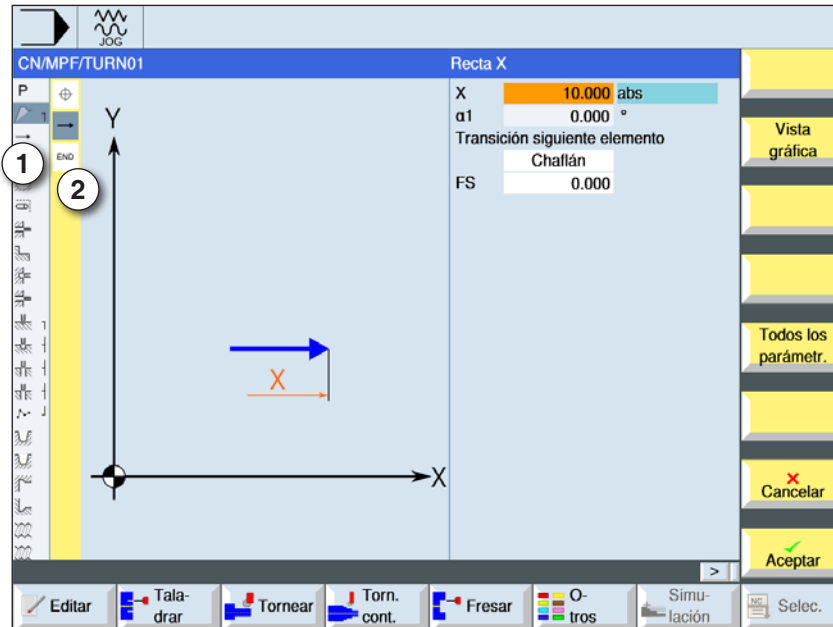 JOG
CN/MPF/TURN01
Recta X
P
END
1
2
Y
X
X
X 10.000 abs
α1 0.000 °
Transición siguiente elemento
Chaflán
FS 0.000
Vista
gráfica
Todos los
parámetr.
Cancelar
Aceptar
>
Editar
Tala-
drar
Tornear
Torn.
cont.
Fresar
O-
tros
Simu-
lación
NC
Selec.